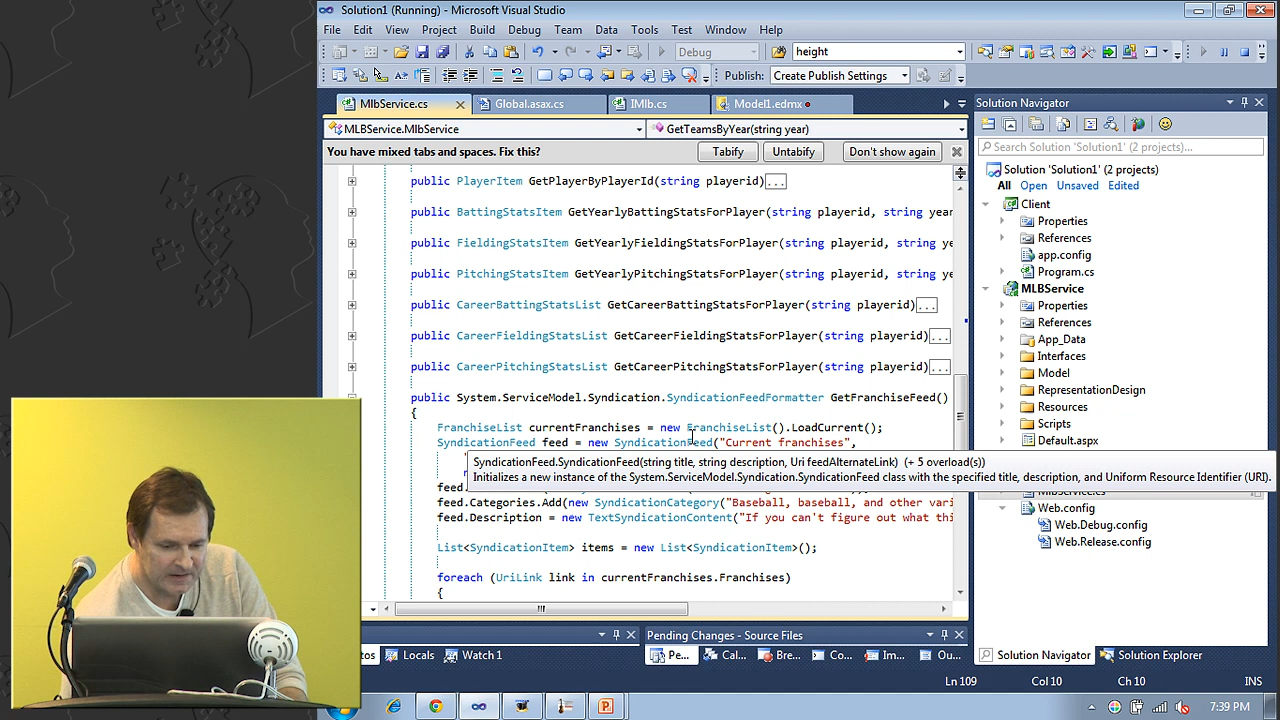 Solution1 (Running) - Microsoft Visual Studio
File Edit View Project Build Debug Team Data Tools Test Window Help
Debug height
Publish: Create Publish Settings
MlbService.cs Global.asax.cs IMlb.cs Model1.edmx
Solution Navigator
MLBService.MlbService GetTeamsByYear(string year)
You have mixed tabs and spaces. Fix this? Tabify Untabify Don't show again
Search Solution 'Solution1' (2 projects)...
Solution 'Solution1' (2 projects)
All Open Unsaved Edited
Client
Properties
References
app.config
Program.cs
MLBService
Properties
References
App_Data
Interfaces
Model
RepresentationDesign
Resources
Scripts
Default.aspx
MlbService.cs
Web.config
Web.Debug.config
Web.Release.config
public PlayerItem GetPlayerByPlayerId(string playerid)...
public BattingStatsItem GetYearlyBattingStatsForPlayer(string playerid, string year
public FieldingStatsItem GetYearlyFieldingStatsForPlayer(string playerid, string ye
public PitchingStatsItem GetYearlyPitchingStatsForPlayer(string playerid, string ye
public CareerBattingStatsList GetCareerBattingStatsForPlayer(string playerid)...
public CareerFieldingStatsList GetCareerFieldingStatsForPlayer(string playerid)...
public CareerPitchingStatsList GetCareerPitchingStatsForPlayer(string playerid)...
public System.ServiceModel.Syndication.SyndicationFeedFormatter GetFranchiseFeed()
{
FranchiseList currentFranchises = new FranchiseList().LoadCurrent();
SyndicationFeed feed = new SyndicationFeed("Current franchises",
SyndicationFeed.SyndicationFeed(string title, string description, Uri feedAlternateLink) (+ 5 overload(s))
Initializes a new instance of the System.ServiceModel.Syndication.SyndicationFeed class with the specified title, description, and Uniform Resource Identifier (URI).
feed.Categories.Add(new SyndicationCategory("Baseball, baseball, and other vari
feed.Description = new TextSyndicationContent("If you can't figure out what thi
List<SyndicationItem> items = new List<SyndicationItem>();
foreach (UriLink link in currentFranchises.Franchises)
{
Pending Changes - Source Files
tos Locals Watch 1
Pe... Cal... Bre... Co... Im... Ou...
Solution Navigator Solution Explorer
Ln 109 Col 10 Ch 10 INS
7:39 PM